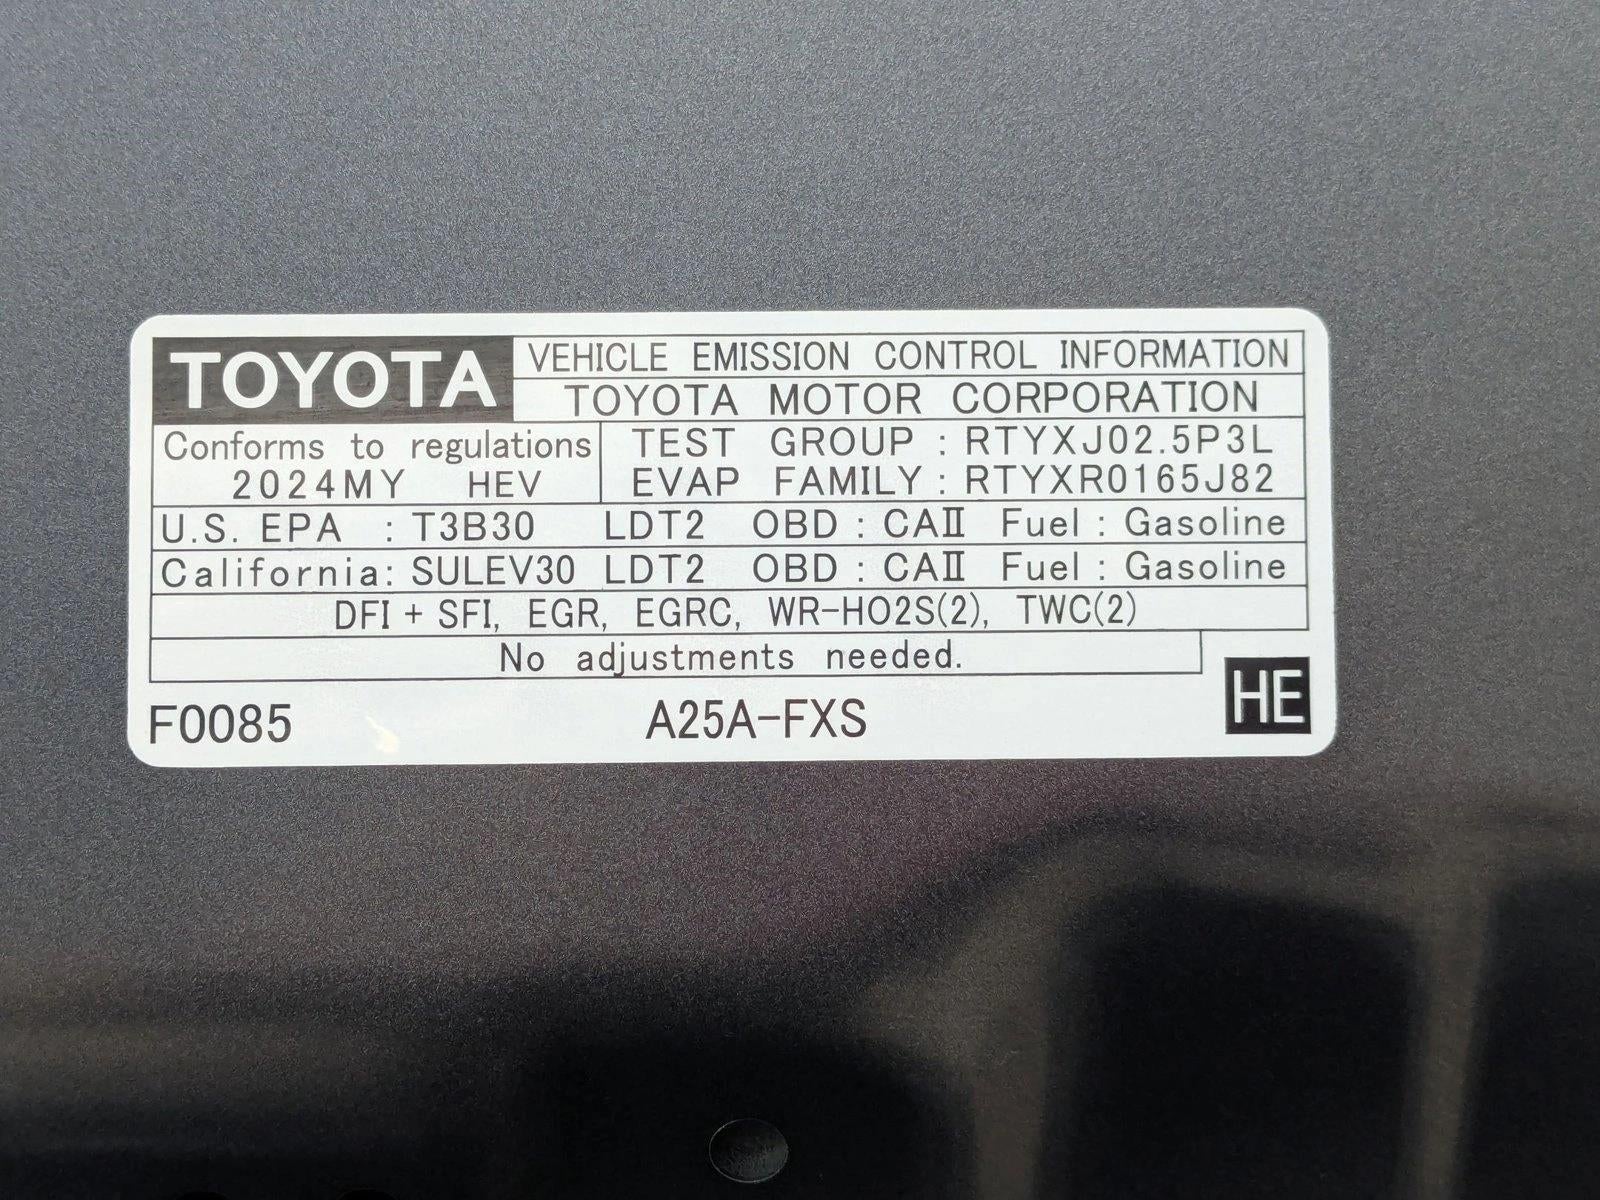 TOYOTA
VEHICLE EMISSION CONTROL INFORMATION
TOYOTA MOTOR CORPORATION
Conforms to regulations
2024MY HEV
TEST GROUP : RTYXJ02.5P3L
EVAP FAMILY : RTYXR0165J82
U.S. EPA : T3B30 LDT2 OBD : CAⅡ Fuel : Gasoline
California: SULEV30 LDT2 OBD : CAⅡ Fuel : Gasoline
DFI + SFI, EGR, EGRC, WR-HO2S(2), TWC(2)
No adjustments needed.
F0085 A25A-FXS HE